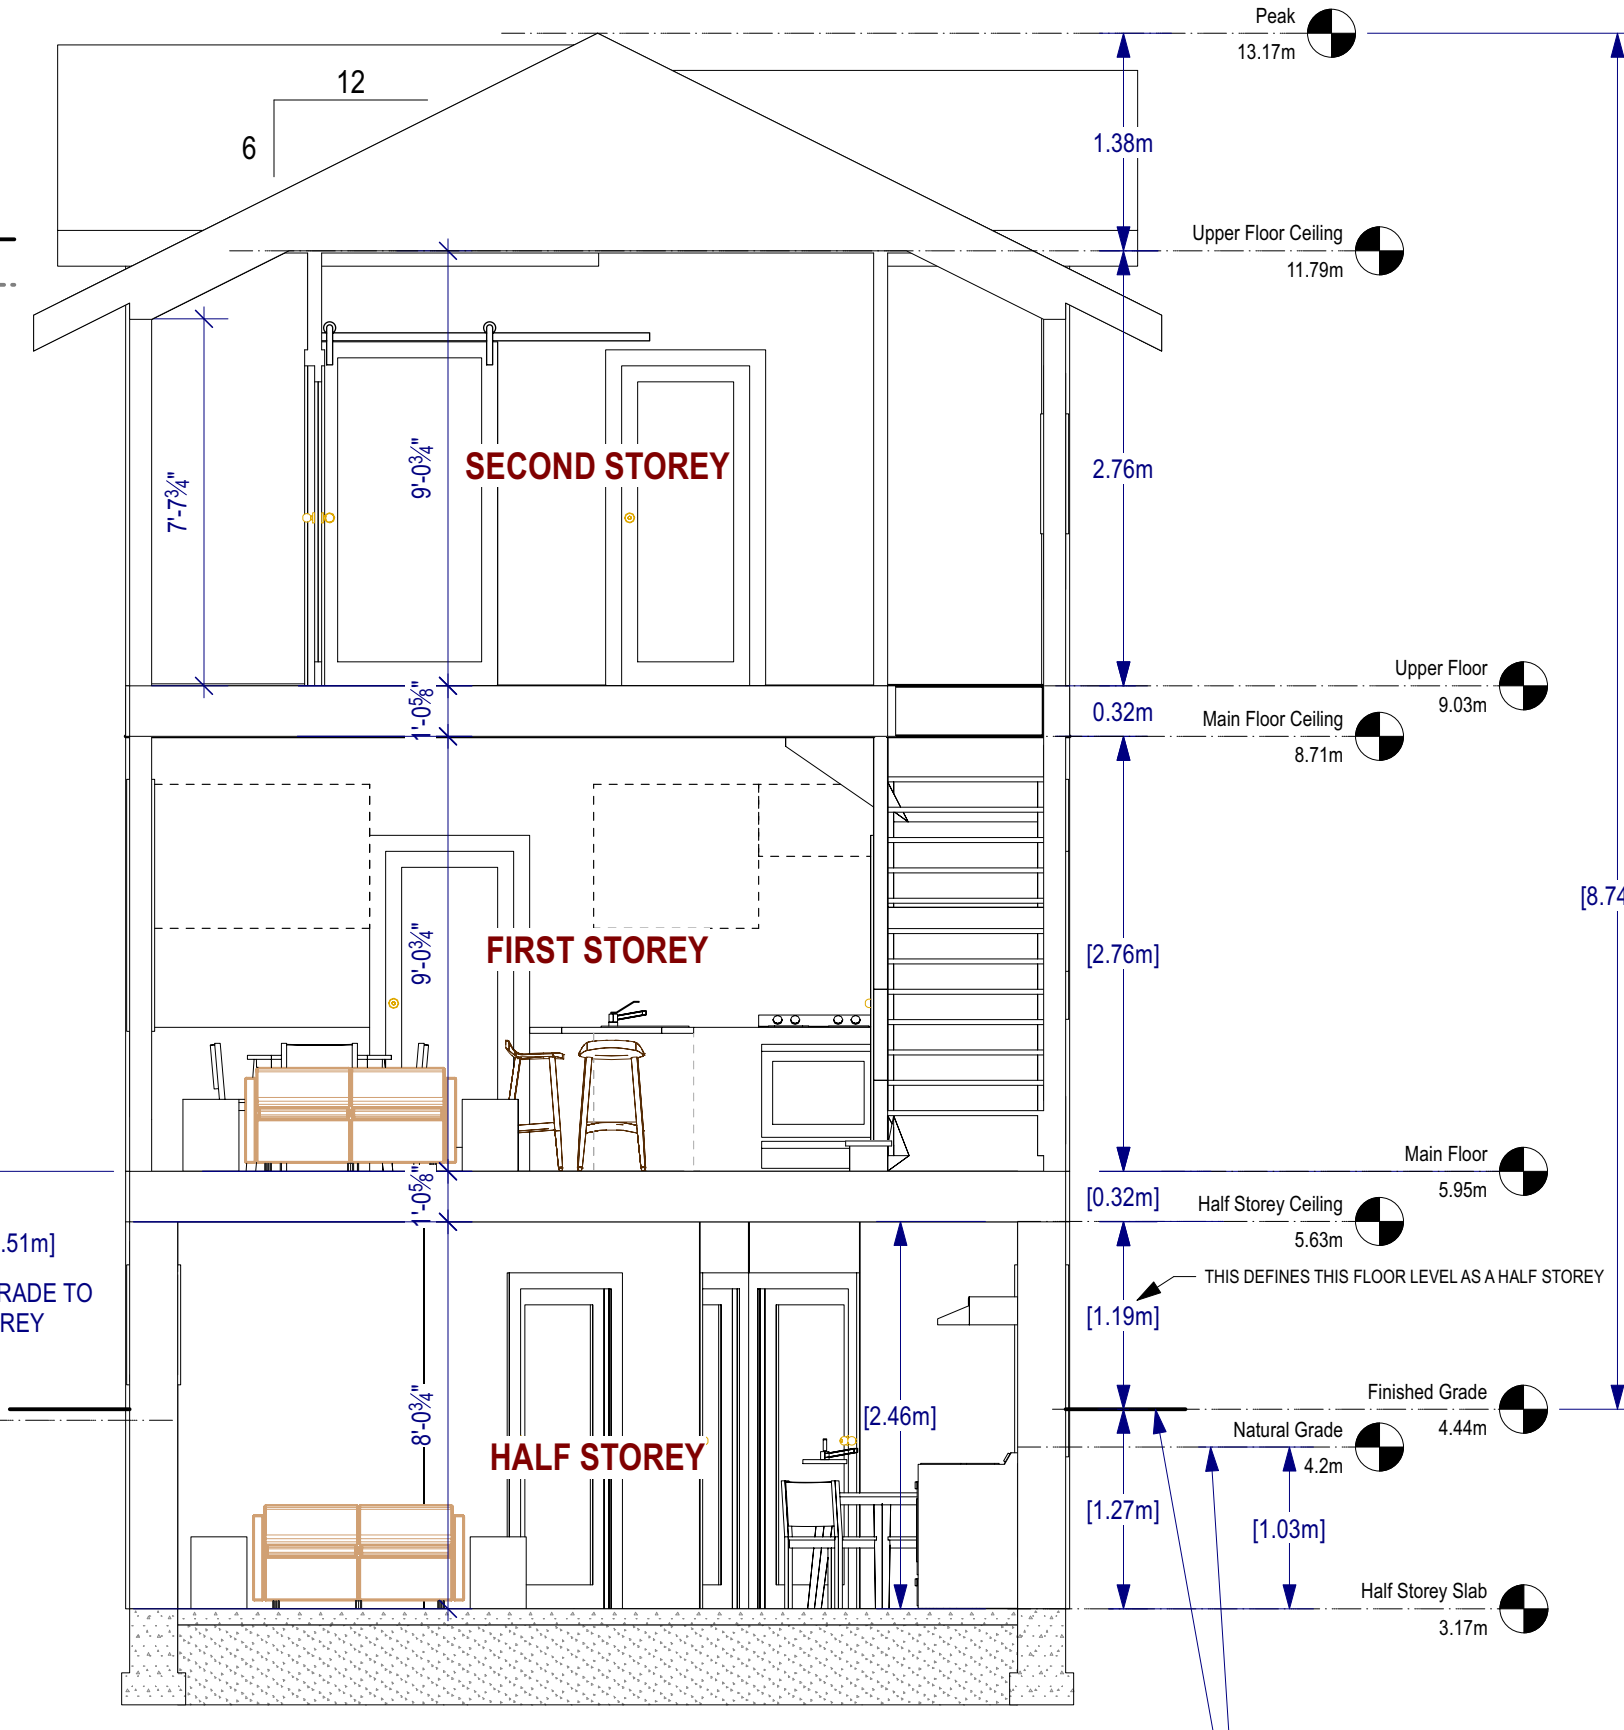 Peak
13.17m
12
6
1.38m
Upper Floor Ceiling
11.79m
7'-7¾"
9'-0¾"
SECOND STOREY
2.76m
Upper Floor
9.03m
1'-0⅝"
0.32m
Main Floor Ceiling
8.71m
[8.74
9'-0¾"
FIRST STOREY
[2.76m]
Main Floor
5.95m
1'-0⅝"
[0.32m]
Half Storey Ceiling
5.63m
.51m]
RADE TO
REY
THIS DEFINES THIS FLOOR LEVEL AS A HALF STOREY
[1.19m]
8'-0¾"
[2.46m]
HALF STOREY
Finished Grade
4.44m
Natural Grade
4.2m
[1.27m]
[1.03m]
Half Storey Slab
3.17m